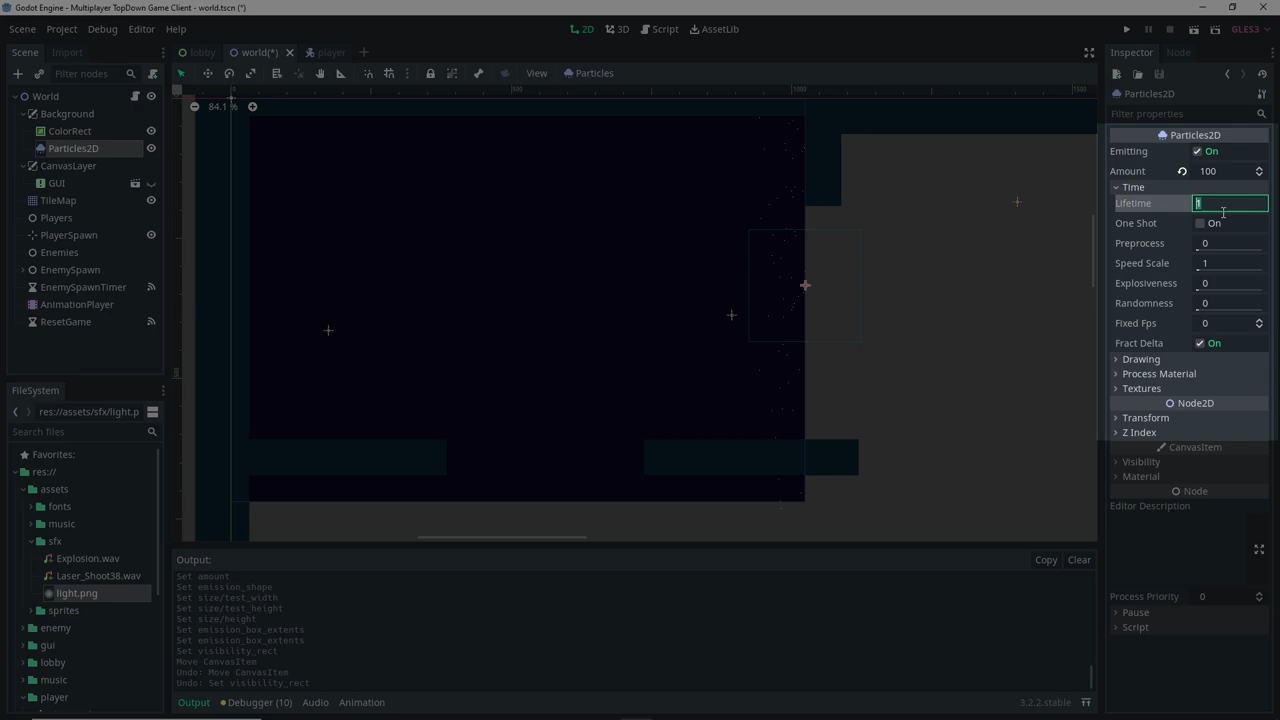 Godot Engine - Multiplayer TopDown Game Client - world.tscn (*)
Scene Project Debug Editor Help
2D 3D Script AssetLib
GLES3
Scene Import
Filter nodes
World
Background
ColorRect
Particles2D
CanvasLayer
GUI
TileMap
Players
PlayerSpawn
Enemies
EnemySpawn
EnemySpawnTimer
AnimationPlayer
ResetGame
FileSystem
res://assets/sfx/light.p
Search files
Favorites:
res://
assets
fonts
music
sfx
Explosion.wav
Laser_Shoot38.wav
light.png
sprites
enemy
gui
lobby
music
player
lobby world(*) player
View Particles
84.1 %
0 500 1000 1500
Output:
Copy Clear
Set amount
Set emission_shape
Set size/test_width
Set size/test_height
Set size/height
Set emission_box_extents
Set emission_box_extents
Set visibility_rect
Move CanvasItem
Undo: Move CanvasItem
Undo: Set visibility_rect
Output Debugger (10) Audio Animation
3.2.2.stable
Inspector Node
Particles2D
Filter properties
Particles2D
Emitting On
Amount 100
Time
Lifetime 1
One Shot On
Preprocess 0
Speed Scale 1
Explosiveness 0
Randomness 0
Fixed Fps 0
Fract Delta On
Drawing
Process Material
Textures
Node2D
Transform
Z Index
CanvasItem
Visibility
Material
Node
Editor Description
Process Priority 0
Pause
Script